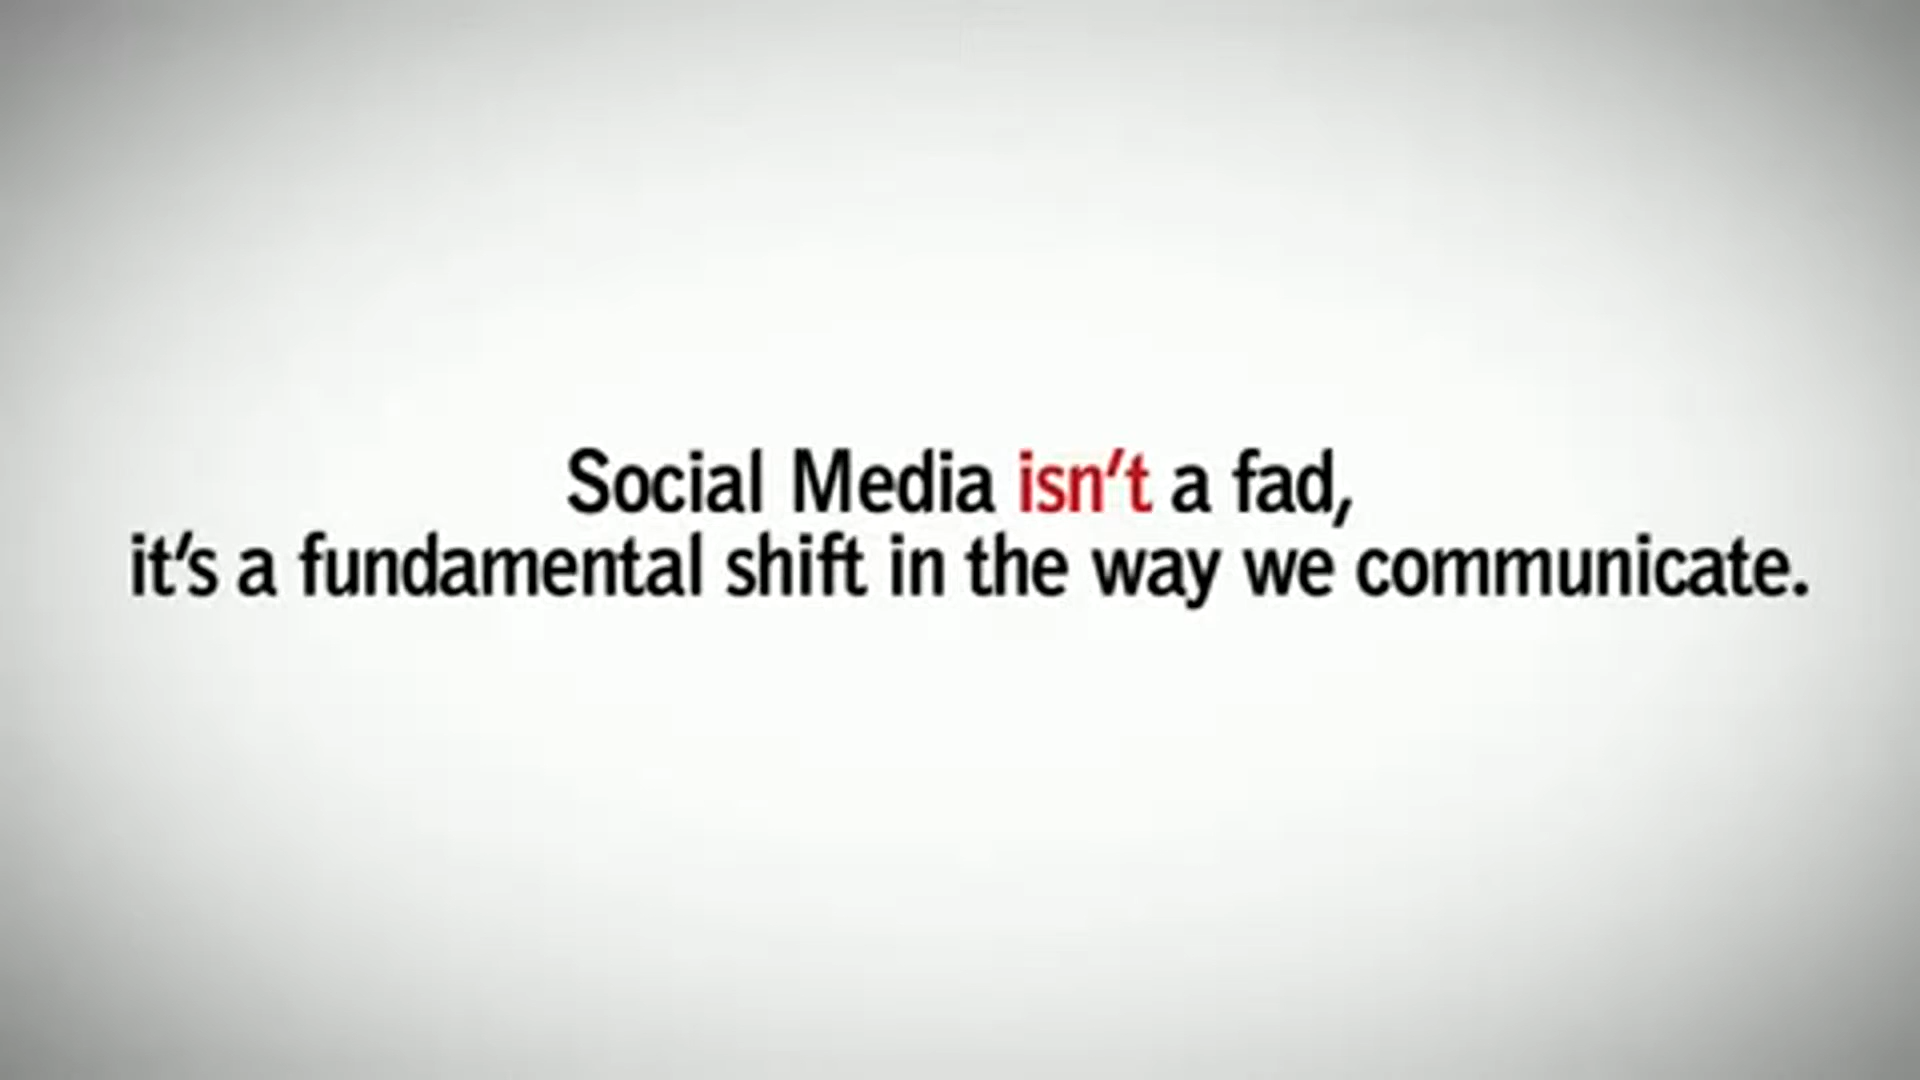 Social Media isn't a fad,
it's a fundamental shift in the way we communicate.